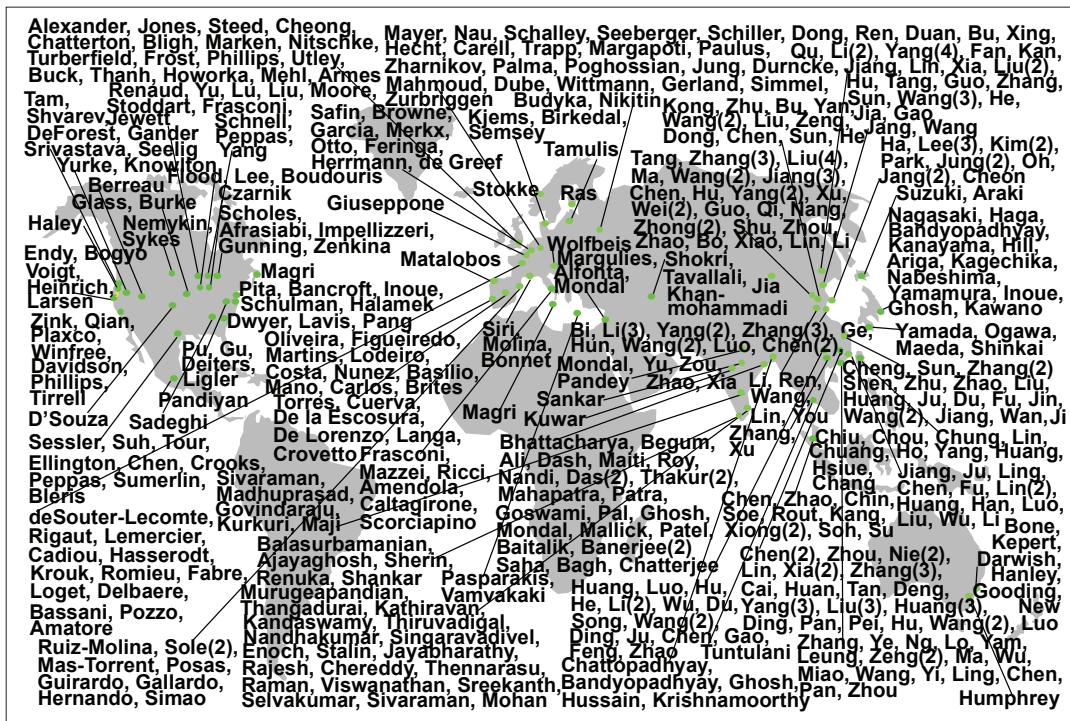 Alexander, Jones, Steed, Cheong,
Chatterton, Bligh, Marken, Nitschke,
Turberfield, Frost, Phillips, Utley,
Buck, Thanh, Howorka, Mehl, Armes
Renaud, Yu, Lu, Liu, Moore,
Zurbriggen
Tam,
Shvarev, Jewett
DeForest, Gander
Srivastava, Seelig
Yurke, Knowlton
Berreau
Glass, Burke
Nemykin,
Sykes
Haley
Endy, Bogyo
Voigt,
Heinrich,
Larsen
Zink, Qian,
Plaxco,
Winfree,
Davidson,
Phillips,
Tirrell
D'Souza
Stoddart, Frasconi,
Schnell,
Peppas,
Yang
Flood, Lee, Boudouris
Czarnik
Scholes,
Afrasiabi, Impellizzeri,
Gunning, Zenkina
Magri
Pita, Bancroft, Inoue,
Schulman, Halamek
Dwyer, Lavis, Pang
Pu, Gu,
Deiters,
Ligler
Pandiyan
Sadeghi
Sessler, Suh, Tour,
Ellington, Chen, Crooks,
Peppas, Sumerlin,
Bleris
deSouter-Lecomte,
Rigaut, Lemercier,
Cadiou, Hasserodt,
Krouk, Romieu, Fabre,
Loget, Delbaere,
Bassani, Pozzo,
Amatore
Ruiz-Molina, Sole(2),
Mas-Torrent, Posas,
Guirardo, Gallardo,
Hernando, Simao
Safin, Browne,
Garcia, Merkx,
Otto, Feringa,
Herrmann, de Greef
Giuseppone
Matalobos
Oliveira, Figueiredo,
Martins, Lodeiro,
Costa, Nunez, Basilio,
Mano, Carlos, Brites
Torres, Cuerva,
De la Escosura,
De Lorenzo, Langa,
Crovetto
Frasconi,
Mazzei, Ricci,
Amendola,
Caltagirone,
Scorciapino
Sivaraman,
Madhuprasad,
Govindaraju,
Kurkuri, Maji
Balasurbamanian,
Ajayaghosh, Sherin,
Renuka, Shankar
Murugeapandian,
Thangadurai, Kathiravan,
Kandaswamy, Thiruvadigal,
Nandhakumar, Singaravadivel,
Enoch, Stalin, Jayabharathy,
Rajesh, Chereddy, Thennarasu,
Raman, Viswanathan, Sreekanth,
Selvakumar, Sivaraman, Mohan
Mayer, Nau, Schalley, Seeberger, Schiller,
Hecht, Carell, Trapp, Margapoti, Paulus,
Zharnikov, Palma, Poghossian, Jung, Durncke,
Mahmoud, Dube, Wittmann, Gerland, Simmel,
Budyka, Nikitin
Kjems, Birkedal,
Semsey
Tamulis
Stokke
Ras
Wolfbeis
Margulies,
Alfonta,
Mondal
Shokri,
Tavallali,
Khan-
mohammadi
Jia
Siri,
Molina,
Bonnet
Magri
Pasparakis,
Vamvakaki
Dong, Ren, Duan, Bu, Xing,
Qu, Li(2), Yang(4), Fan, Kan,
Jiang, Lin, Xia, Liu(2),
Hu, Tang, Guo, Zhang,
Sun, Wang(3), He,
Jia, Gao
Kong, Zhu, Bu, Yan,
Wang(2), Liu, Zeng,
Dong, Chen, Sun, He
Jang, Wang
Ha, Lee(3), Kim(2),
Park, Jung(2), Oh,
Jang(2), Cheon
Suzuki, Araki
Tang, Zhang(3), Liu(4),
Ma, Wang(2), Jiang(3),
Chen, Hu, Yang(2), Xu,
Wei(2), Guo, Qi, Nang,
Zhong(2), Shu, Zhou,
Zhao, Bo, Xiao, Lin, Li
Nagasaki, Haga,
Bandyopadhyay,
Kanayama, Hill,
Ariga, Kagechika,
Nabeshima,
Yamamura, Inoue,
Ghosh, Kawano
Yamada, Ogawa,
Maeda, Shinkai
Bi, Li(3), Yang(2), Zhang(3), Ge,
Hun, Wang(2), Luo, Chen(2),
Mondal, Yu, Zou,
Pandey
Zhao, Xia
Sankar
Kuwar
Li, Ren,
Wang,
Lin, You
Zhang,
Xu
Cheng, Sun, Zhang(2)
Shen, Zhu, Zhao, Liu,
Huang, Ju, Du, Fu, Jin,
Wang(2), Jiang, Wan, Ji
Chiu, Chou, Chung, Lin,
Chuang, Ho, Yang, Huang,
Hsiue,
Chang
Jiang, Ju, Ling,
Chen, Fu, Lin(2),
Huang, Han, Luo,
Liu, Wu, Li
Bhattacharya, Begum,
Ali, Dash, Maiti, Roy,
Nandi, Das(2), Thakur(2),
Mahapatra, Patra,
Goswami, Pal, Ghosh,
Mondal, Mallick, Patel,
Baitalik, Banerjee(2)
Saha, Bagh, Chatterjee
Chen, Zhao, Chin,
Soe, Rout, Kang,
Xiong(2), Soh, Su
Huang, Luo, Hu,
He, Li(2), Wu, Du,
Song, Wang(2),
Ding, Ju, Chen, Gao,
Feng, Zhao
Tuntulani
Chattopadhyay,
Bandyopadhyay, Ghosh,
Hussain, Krishnamoorthy
Chen(2), Zhou, Nie(2),
Lin, Xia(2), Zhang(3),
Cai, Huan, Tan, Deng,
Yang(3), Liu(3), Huang(3),
Ding, Pan, Pei, Hu, Wang(2), Luo
Zhang, Ye, Ng, Lo, Yam,
Leung, Zeng(2), Ma, Wu,
Miao, Wang, Yi, Ling, Chen,
Pan, Zhou
Bone,
Kepert,
Darwish,
Hanley,
Gooding,
New
Humphrey